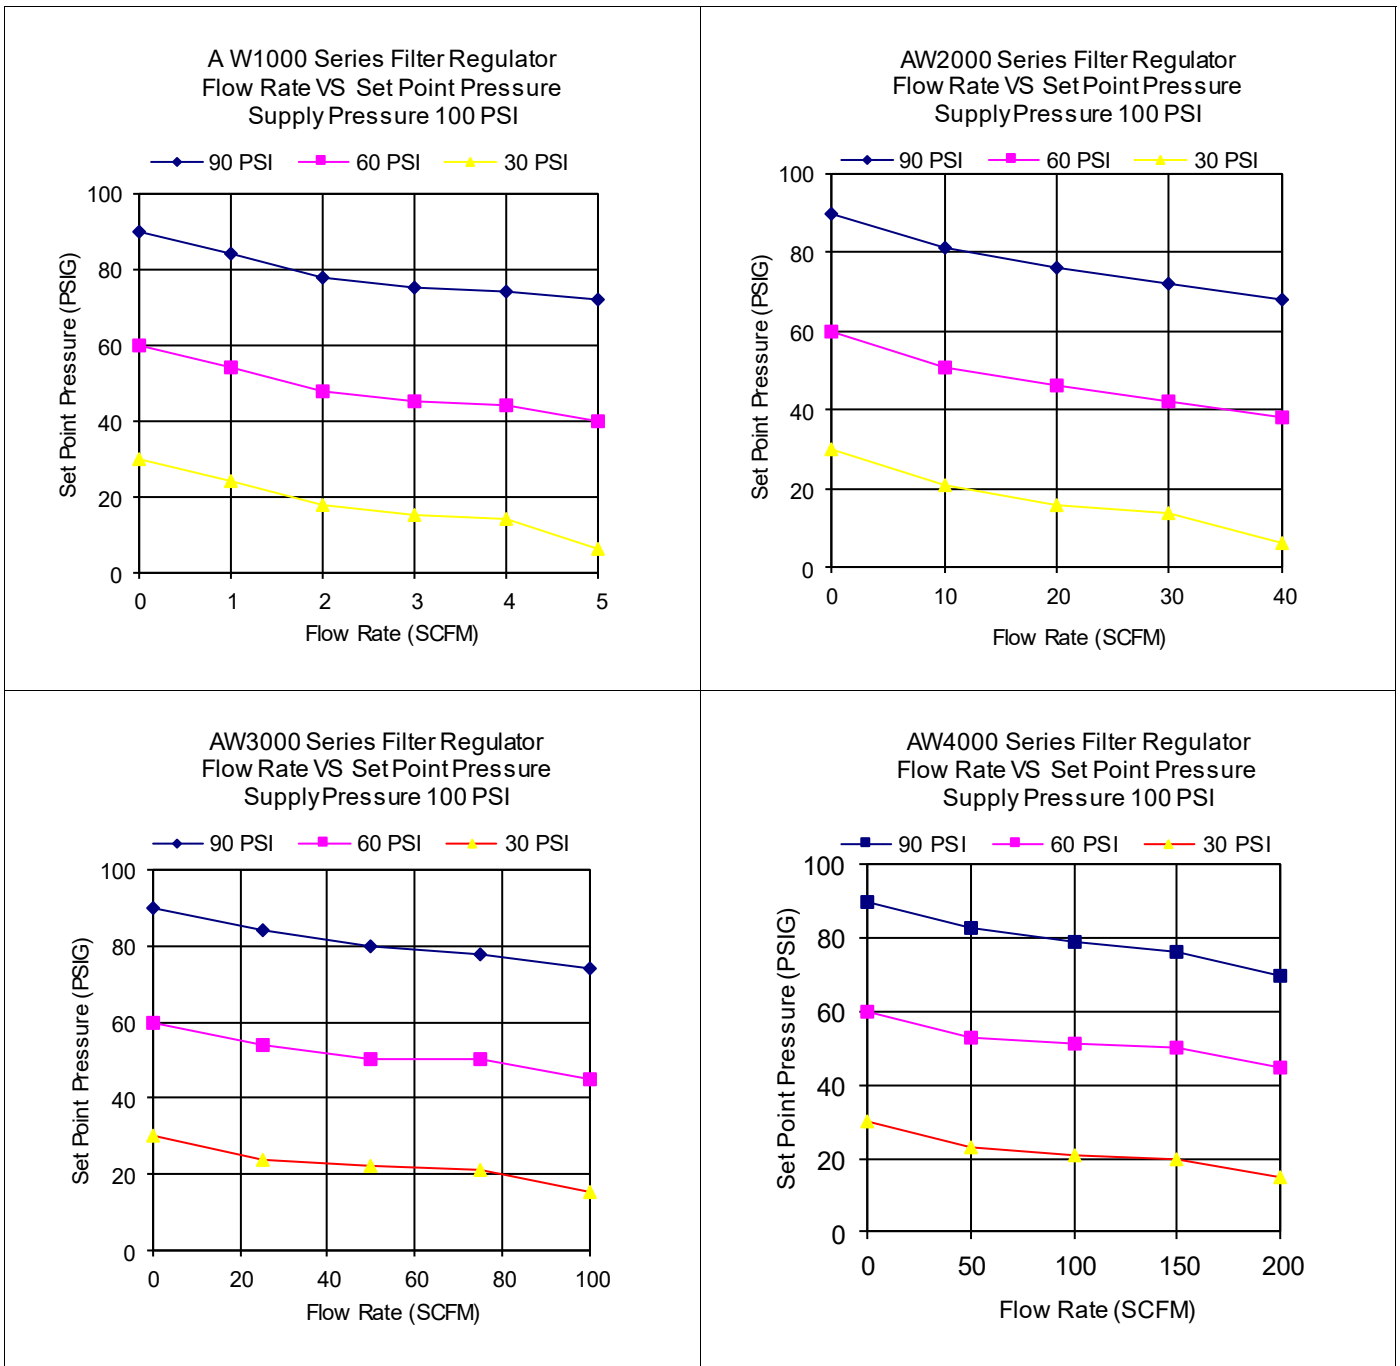 A W1000 Series Filter Regulator
Flow Rate VS Set Point Pressure
Supply Pressure 100 PSI
90 PSI 60 PSI 30 PSI
100
80
60
40
20
0
Set Point Pressure (PSIG)
0 1 2 3 4 5
Flow Rate (SCFM)
AW2000 Series Filter Regulator
Flow Rate VS Set Point Pressure
Supply Pressure 100 PSI
90 PSI 60 PSI 30 PSI
100
80
60
40
20
0
Set Point Pressure (PSIG)
0 10 20 30 40
Flow Rate (SCFM)
AW3000 Series Filter Regulator
Flow Rate VS Set Point Pressure
Supply Pressure 100 PSI
90 PSI 60 PSI 30 PSI
100
80
60
40
20
0
Set Point Pressure (PSIG)
0 20 40 60 80 100
Flow Rate (SCFM)
AW4000 Series Filter Regulator
Flow Rate VS Set Point Pressure
Supply Pressure 100 PSI
90 PSI 60 PSI 30 PSI
100
80
60
40
20
0
Set Point Pressure (PSIG)
0 50 100 150 200
Flow Rate (SCFM)